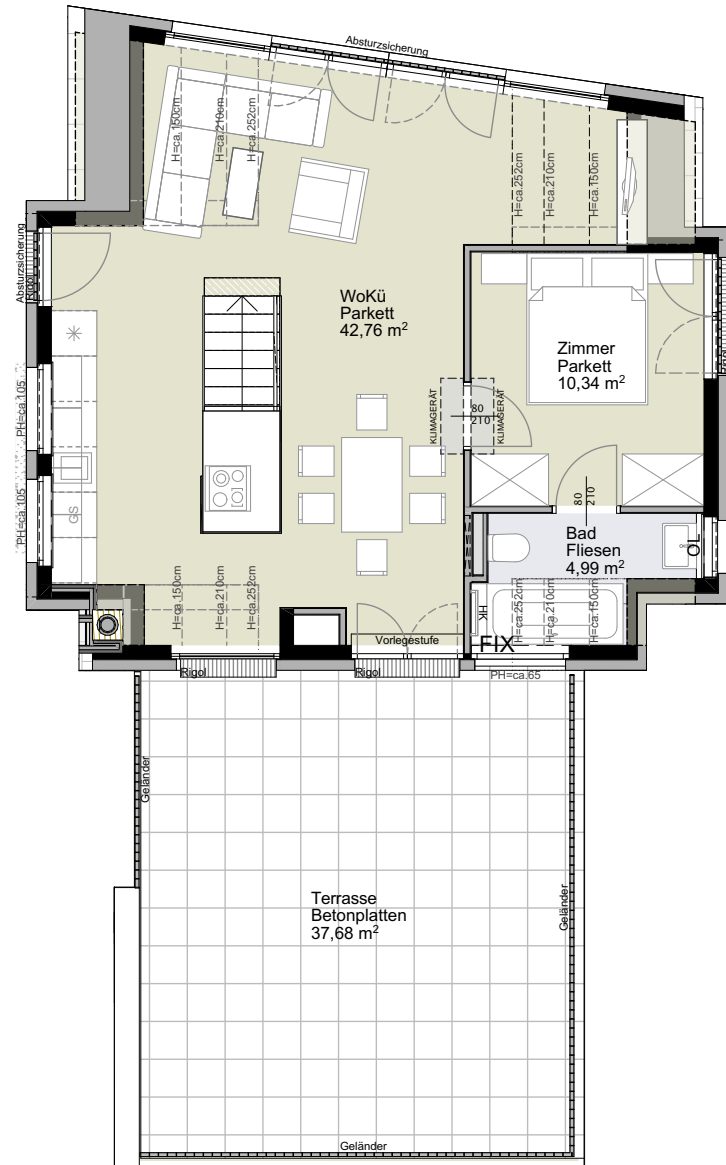 Absturzsicherung
H=ca.150cm
H=ca.210cm
H=ca.252cm
H=ca.252cm
H=ca.210cm
H=ca.150cm
Absturzsicherung
Rigol
WoKü
Parkett
42,76 m²
Zimmer
Parkett
10,34 m²
KLIMAGERÄT
80
210
KLIMAGERÄT
PH=ca.105
PH=ca.105
GS
80
210
Bad
Fliesen
4,99 m²
OL
H=ca.150cm
H=ca.210cm
H=ca.252cm
HK
H=ca.252cm
H=ca.210cm
H=ca.150cm
Vorlegestufe
FIX
Rigol
Rigol
PH=ca.65
Geländer
Terrasse
Betonplatten
37,68 m²
Geländer
Geländer